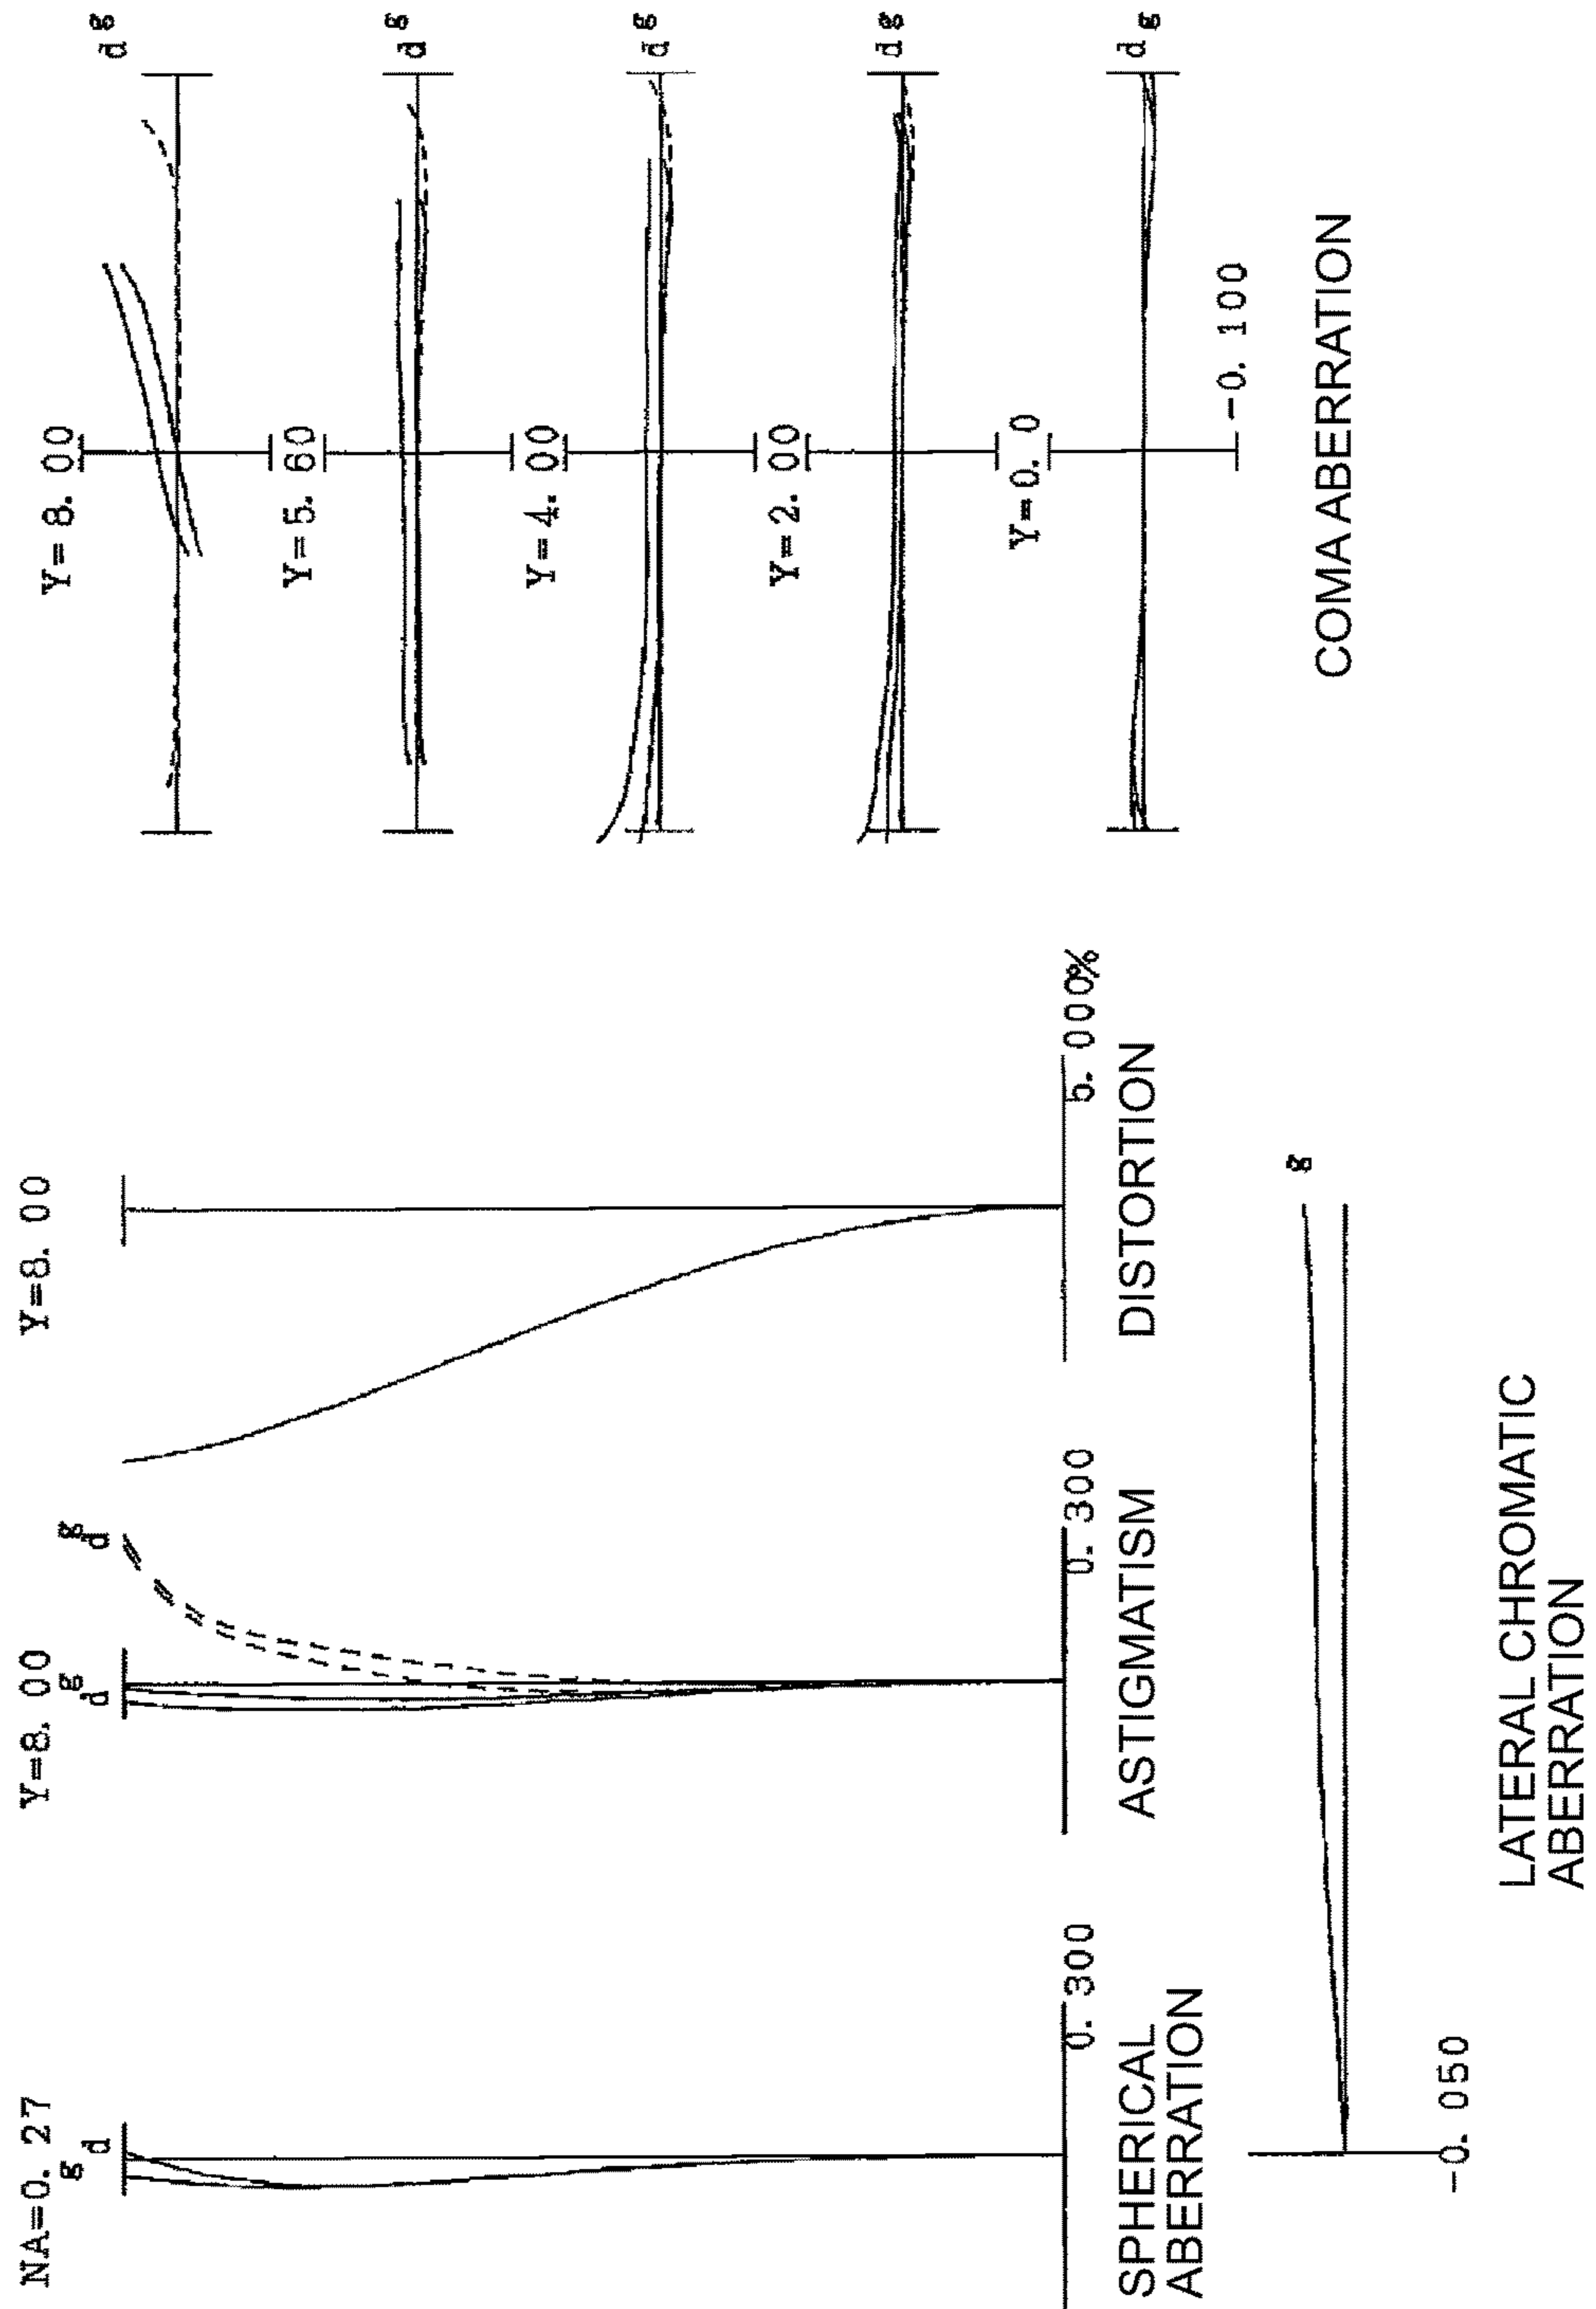 NA=0. 27
g
d
0. 300
SPHERICAL
ABERRATION
Y=8. 00
d
g
g
d
0. 300
ASTIGMATISM
Y=8. 00
5. 000%
DISTORTION
g
-0. 050
LATERAL CHROMATIC
ABERRATION
Y=8. 00
d
g
Y=5. 60
d
g
Y=4. 00
d
g
Y=2. 00
d
g
Y=0. 0
d
g
-0. 100
COMA ABERRATION